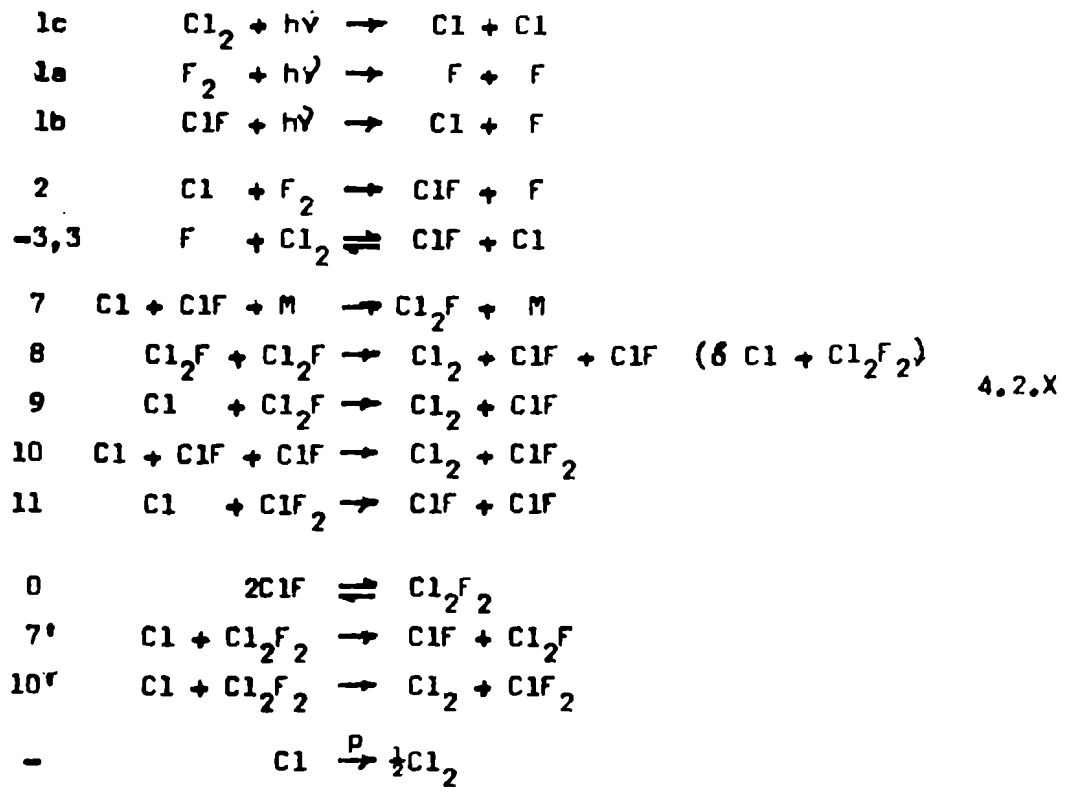 1c Cl₂ + hν → Cl + Cl
1a F₂ + hν → F + F
1b ClF + hν → Cl + F
2 Cl + F₂ → ClF + F
-3,3 F + Cl₂ ⇌ ClF + Cl
7 Cl + ClF + M → Cl₂F + M
8 Cl₂F + Cl₂F → Cl₂ + ClF + ClF (ó Cl + Cl₂F₂)
4.2.X
9 Cl + Cl₂F → Cl₂ + ClF
10 Cl + ClF + ClF → Cl₂ + ClF₂
11 Cl + ClF₂ → ClF + ClF
0 2ClF ⇌ Cl₂F₂
7' Cl + Cl₂F₂ → ClF + Cl₂F
10' Cl + Cl₂F₂ → Cl₂ + ClF₂
- Cl →ᴾ ½Cl₂